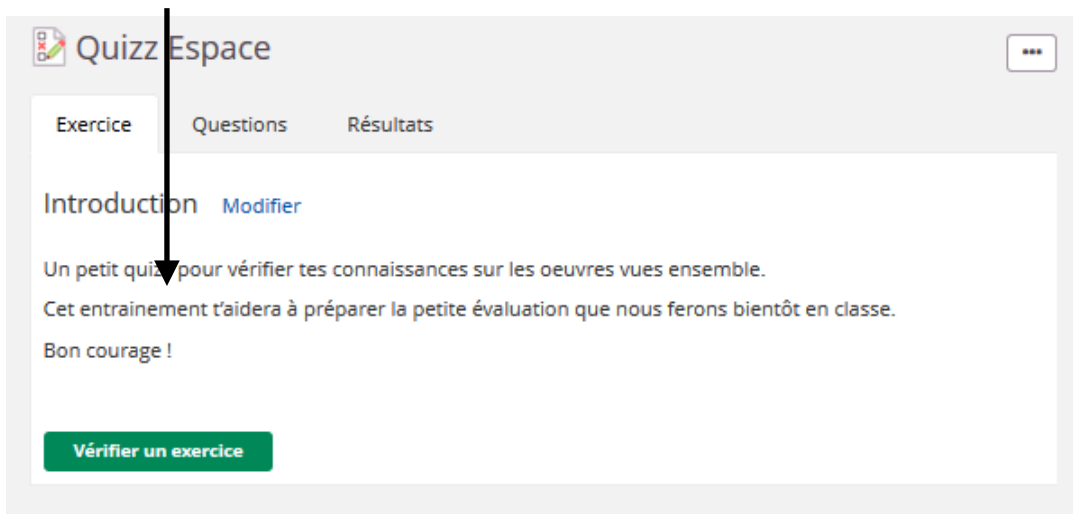 Quizz Espace
Exercice Questions Résultats
Introduction Modifier
Un petit quizz pour vérifier tes connaissances sur les oeuvres vues ensemble.
Cet entrainement t'aidera à préparer la petite évaluation que nous ferons bientôt en classe.
Bon courage !
Vérifier un exercice